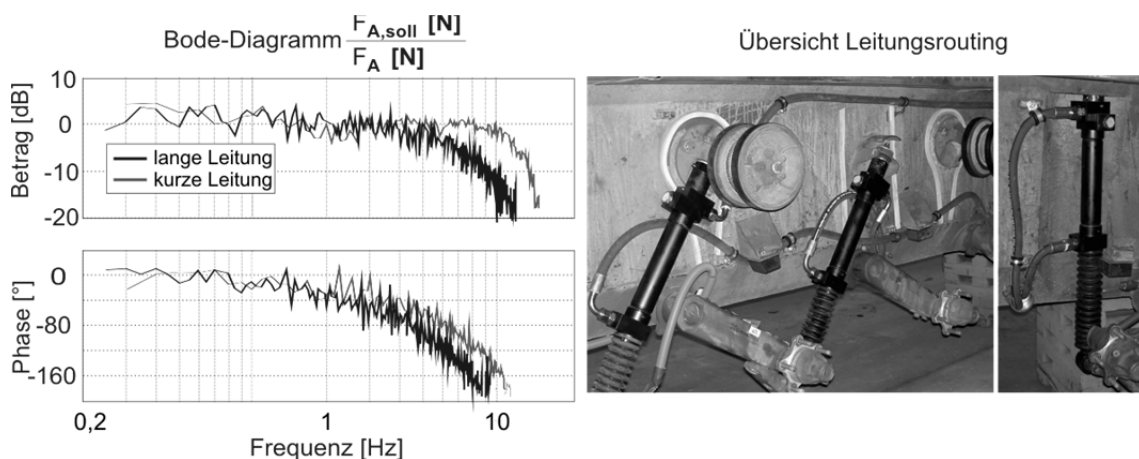 Bode-Diagramm F_A,soll [N] / F_A [N]
Übersicht Leitungsrouting
Betrag [dB]
10
0
-10
-20
lange Leitung
kurze Leitung
Phase [°]
0
-80
-160
0,2
1
10
Frequenz [Hz]